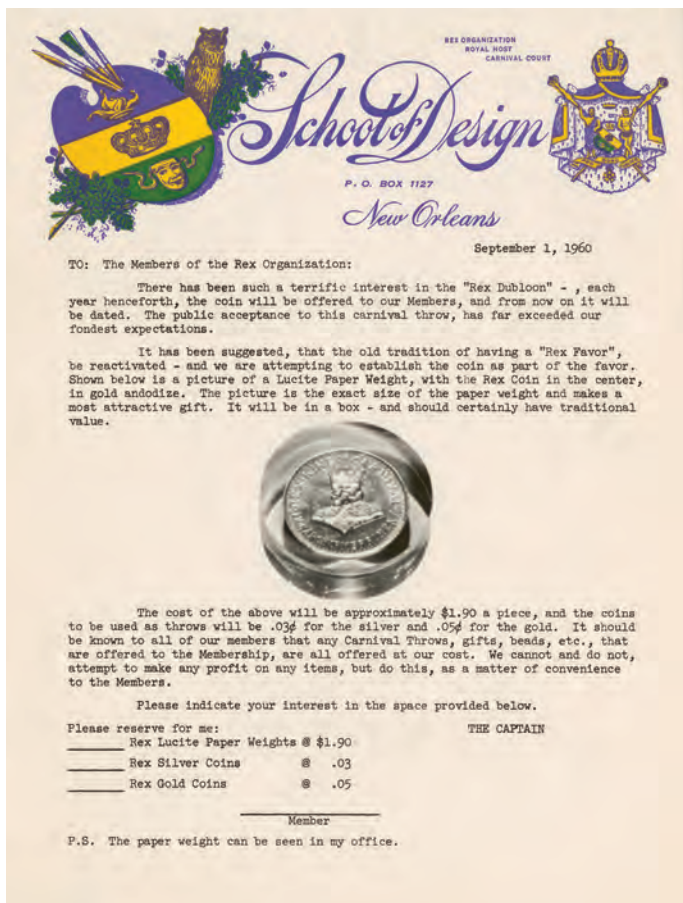 REX ORGANIZATION
ROYAL HOST
CARNIVAL COURT
School of Design
P. O. BOX 1127
New Orleans
September 1, 1960
TO: The Members of the Rex Organization:
There has been such a terrific interest in the "Rex Dubloon" - , each
year henceforth, the coin will be offered to our Members, and from now on it will
be dated. The public acceptance to this carnival throw, has far exceeded our
fondest expectations.
It has been suggested, that the old tradition of having a "Rex Favor",
be reactivated - and we are attempting to establish the coin as part of the favor.
Shown below is a picture of a Lucite Paper Weight, with the Rex Coin in the center,
in gold andodize. The picture is the exact size of the paper weight and makes a
most attractive gift. It will be in a box - and should certainly have traditional
value.
The cost of the above will be approximately $1.90 a piece, and the coins
to be used as throws will be .03¢ for the silver and .05¢ for the gold. It should
be known to all of our members that any Carnival Throws, gifts, beads, etc., that
are offered to the Membership, are all offered at our cost. We cannot and do not,
attempt to make any profit on any items, but do this, as a matter of convenience
to the Members.
Please indicate your interest in the space provided below.
Please reserve for me: THE CAPTAIN
______ Rex Lucite Paper Weights @ $1.90
______ Rex Silver Coins @ .03
______ Rex Gold Coins @ .05
Member
P.S. The paper weight can be seen in my office.